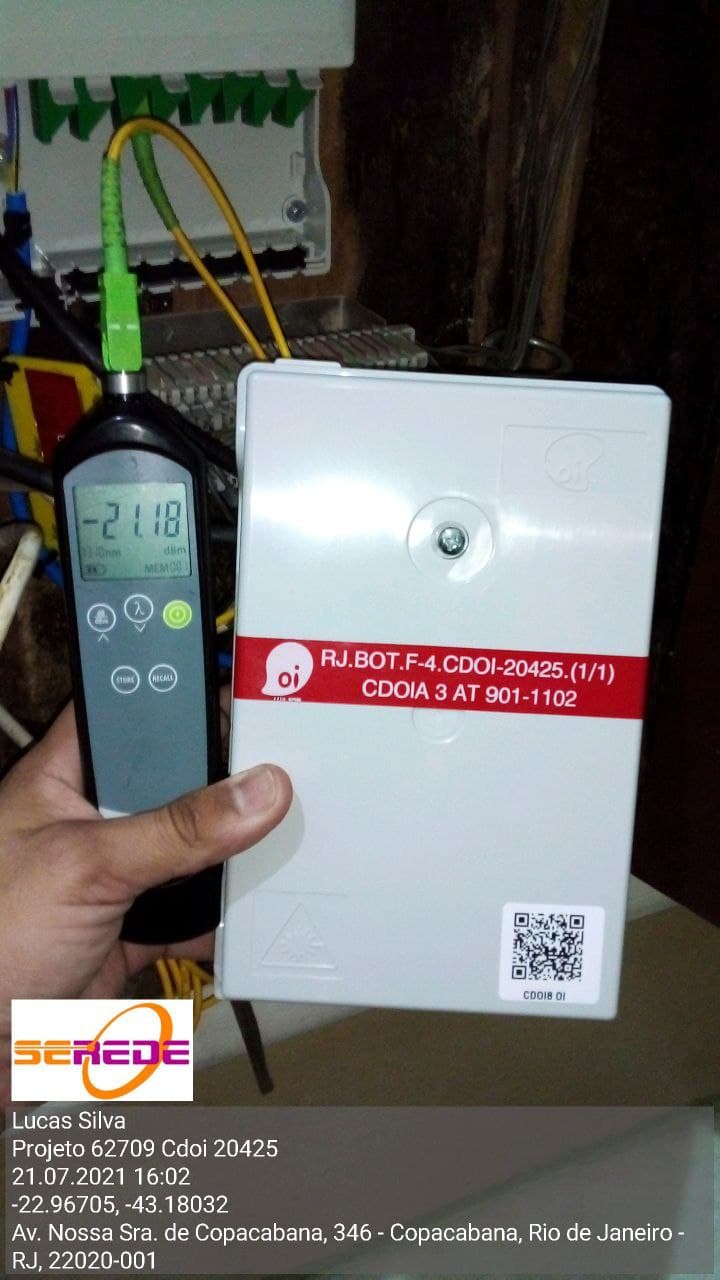 -21.18
dBm
MEM001
λ
STORE
RECALL
oi
oi
RJ.BOT.F-4.CDOI-20425.(1/1)
CDOIA 3 AT 901-1102
CDOI8 OI
SEREDE
Lucas Silva
Projeto 62709 Cdoi 20425
21.07.2021 16:02
-22.96705, -43.18032
Av. Nossa Sra. de Copacabana, 346 - Copacabana, Rio de Janeiro -
RJ, 22020-001